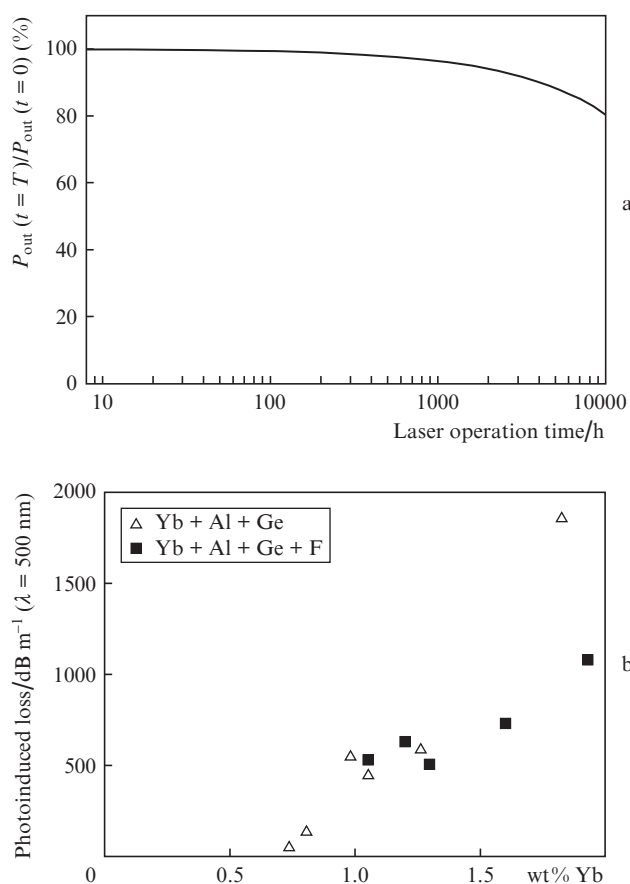 P_out (t = T)/P_out (t = 0) (%)
100
80
60
40
20
0
10
100
1000
10000
Laser operation time/h
a
Photoinduced loss/dB m⁻¹ (λ = 500 nm)
2000
1500
1000
500
0
△ Yb + Al + Ge
■ Yb + Al + Ge + F
b
0.5
1.0
1.5
wt% Yb